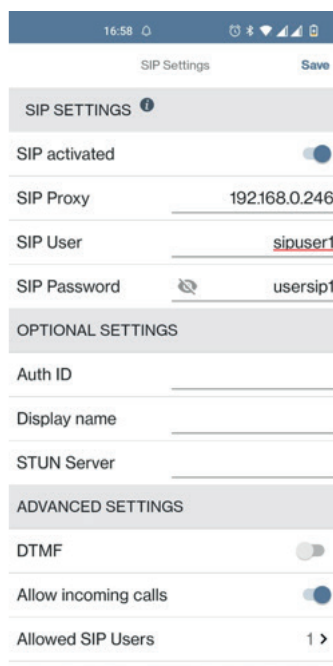 16:58
SIP Settings Save
SIP SETTINGS i
SIP activated
SIP Proxy 192.168.0.246
SIP User sipuser1
SIP Password usersip1
OPTIONAL SETTINGS
Auth ID
Display name
STUN Server
ADVANCED SETTINGS
DTMF
Allow incoming calls
Allowed SIP Users 1 >